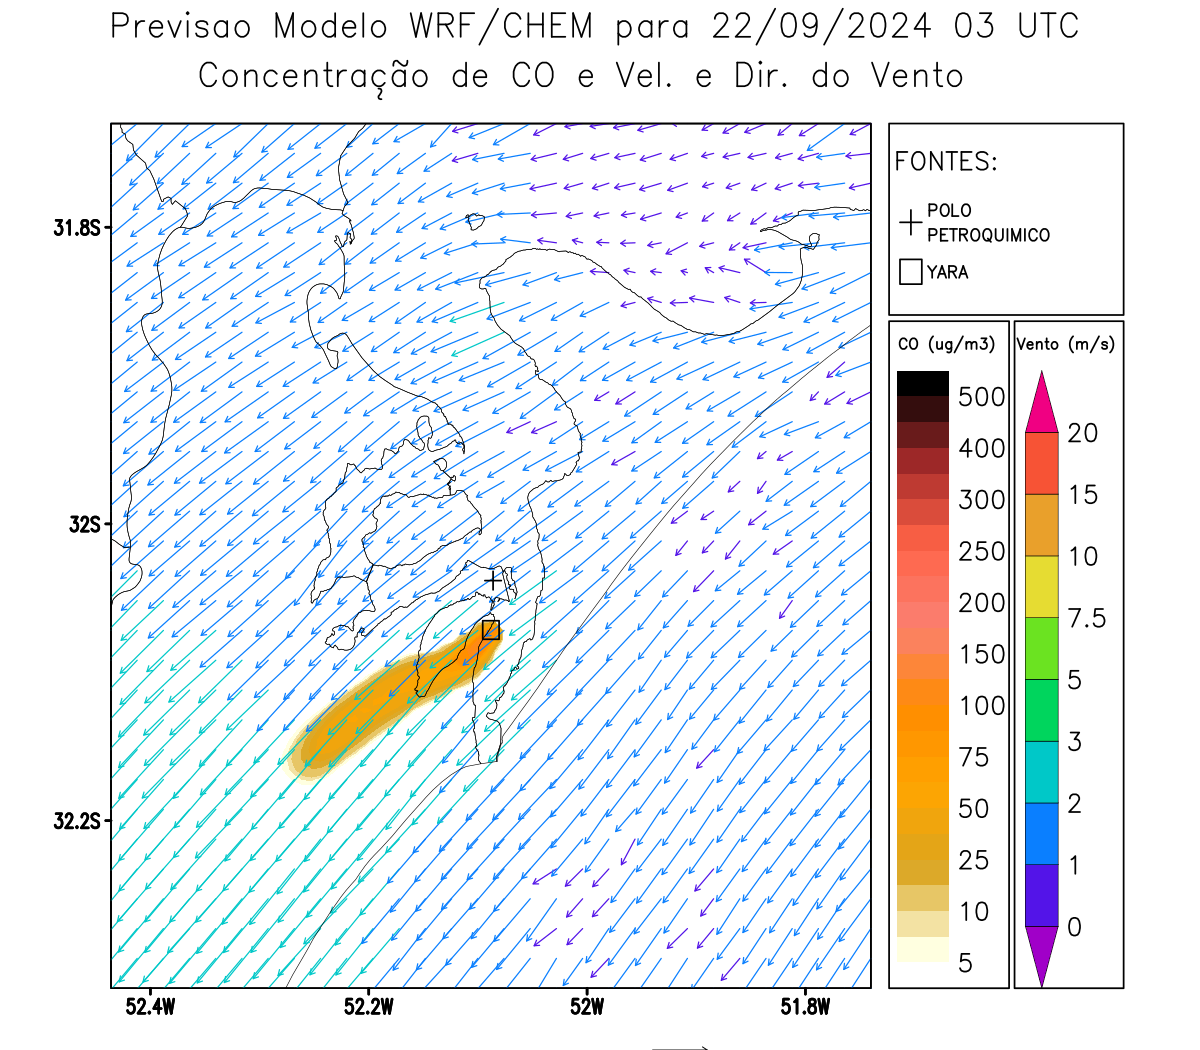 Previsao Modelo WRF/CHEM para 22/09/2024 03 UTC
Concentração de CO e Vel. e Dir. do Vento
FONTES:
POLO
PETROQUIMICO
YARA
CO (ug/m3)
500
400
300
250
200
150
100
75
50
25
10
5
Vento (m/s)
20
15
10
7.5
5
3
2
1
0
31.8S
32S
32.2S
52.4W
52.2W
52W
51.8W